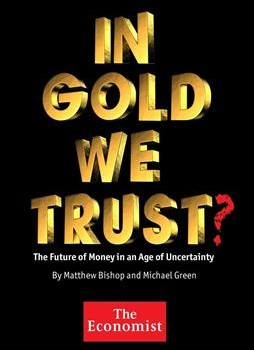 IN
GOLD
WE
TRUST?
The Future of Money in an Age of Uncertainty
By Matthew Bishop and Michael Green
The
Economist